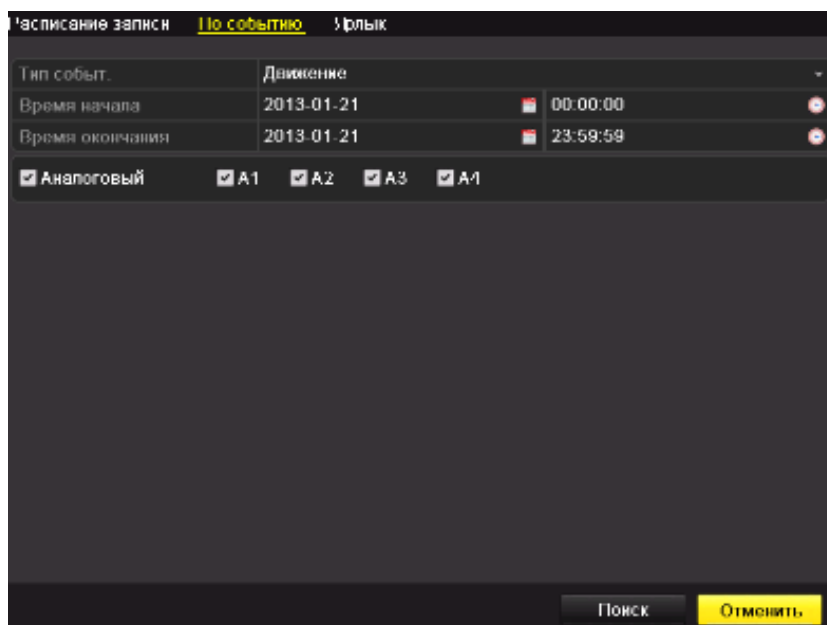 Расписание записи По событию Ярлык
Тип событ. Движение
Время начала 2013-01-21 00:00:00
Время окончания 2013-01-21 23:59:59
Аналоговый A1 A2 A3 A4
Поиск Отменить